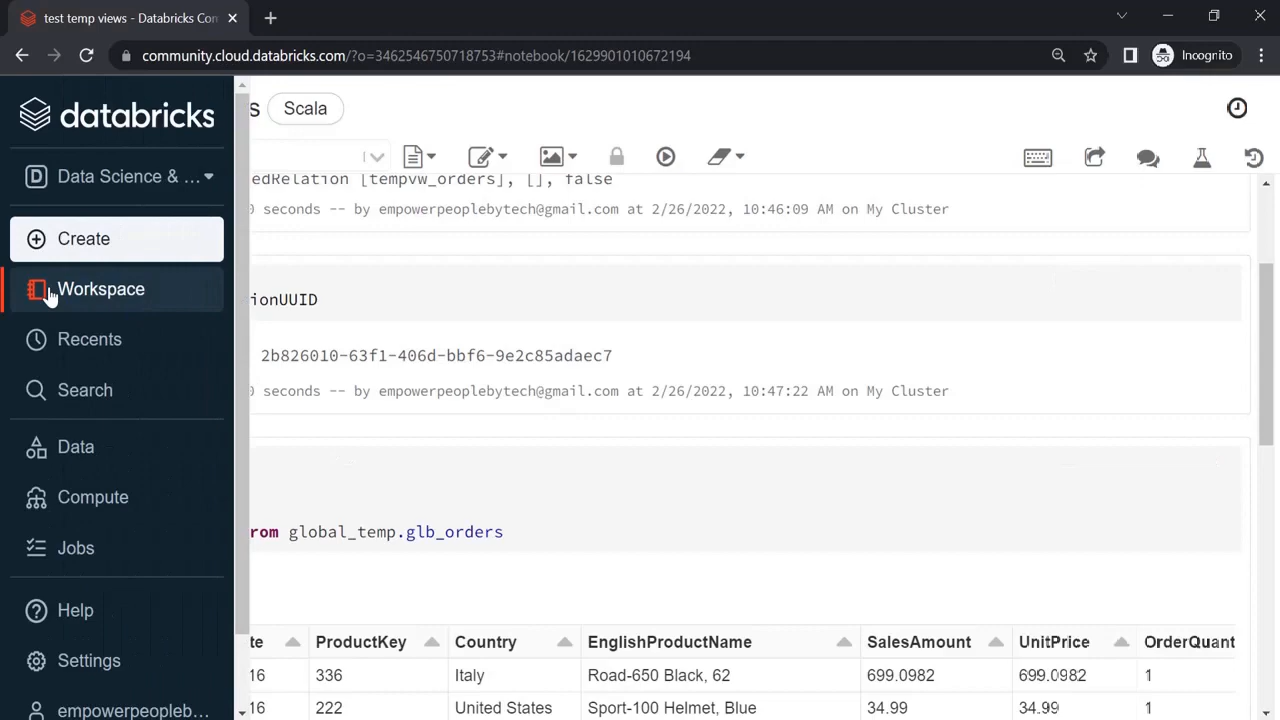 test temp views - Databricks Con
community.cloud.databricks.com/?o=3462546750718753#notebook/1629901010672194
Incognito
databricks
s Scala
D Data Science & ...
edRelation [tempvw_orders], [], false
0 seconds -- by empowerpeoplebytech@gmail.com at 2/26/2022, 10:46:09 AM on My Cluster
Create
Workspace
ionUUID
Recents
2b826010-63f1-406d-bbf6-9e2c85adaec7
Search
0 seconds -- by empowerpeoplebytech@gmail.com at 2/26/2022, 10:47:22 AM on My Cluster
Data
Compute
rom global_temp.glb_orders
Jobs
Help
te ProductKey Country EnglishProductName SalesAmount UnitPrice OrderQuant
Settings
16 336 Italy Road-650 Black, 62 699.0982 699.0982 1
16 222 United States Sport-100 Helmet, Blue 34.99 34.99 1
empowerpeopleb...